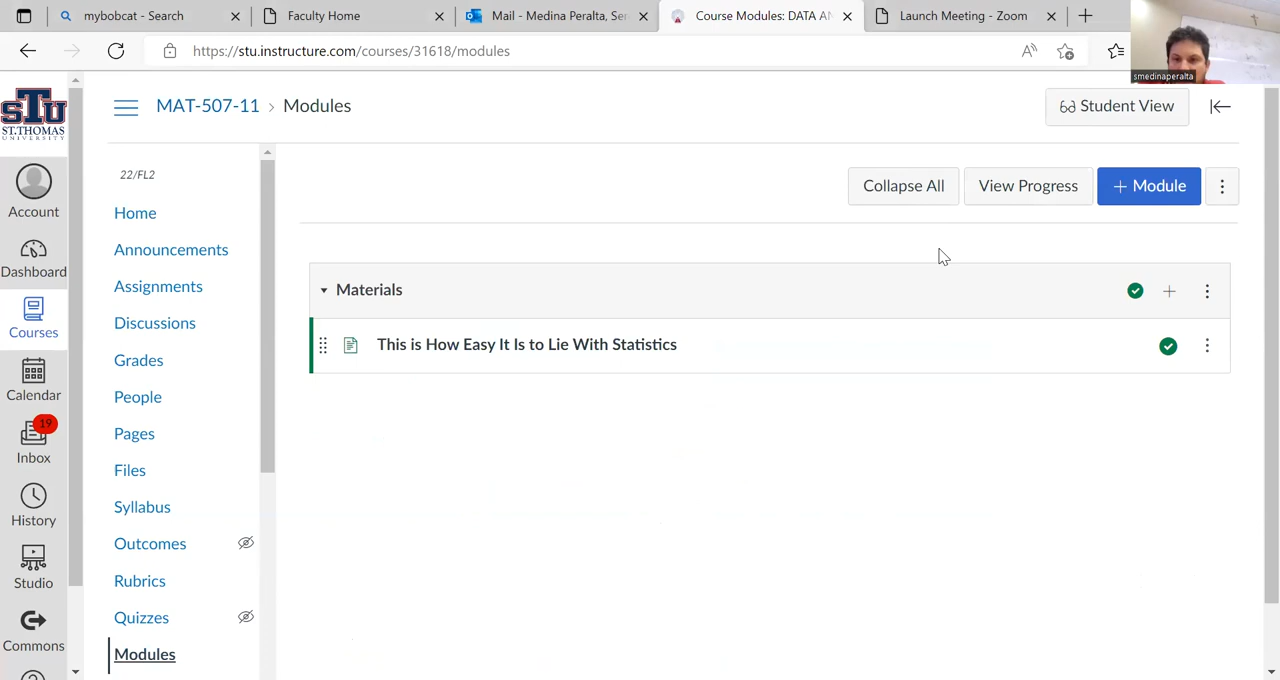 mybobcat - Search
Faculty Home
Mail - Medina Peralta, Ser
Course Modules: DATA AN
Launch Meeting - Zoom
https://stu.instructure.com/courses/31618/modules
smedinaperalta
STU
ST.THOMAS
UNIVERSITY
MAT-507-11 > Modules
Student View
22/FL2
Collapse All
View Progress
+ Module
Account
Dashboard
Courses
Calendar
19
Inbox
History
Studio
Commons
Home
Announcements
Assignments
Discussions
Grades
People
Pages
Files
Syllabus
Outcomes
Rubrics
Quizzes
Modules
Materials
This is How Easy It Is to Lie With Statistics